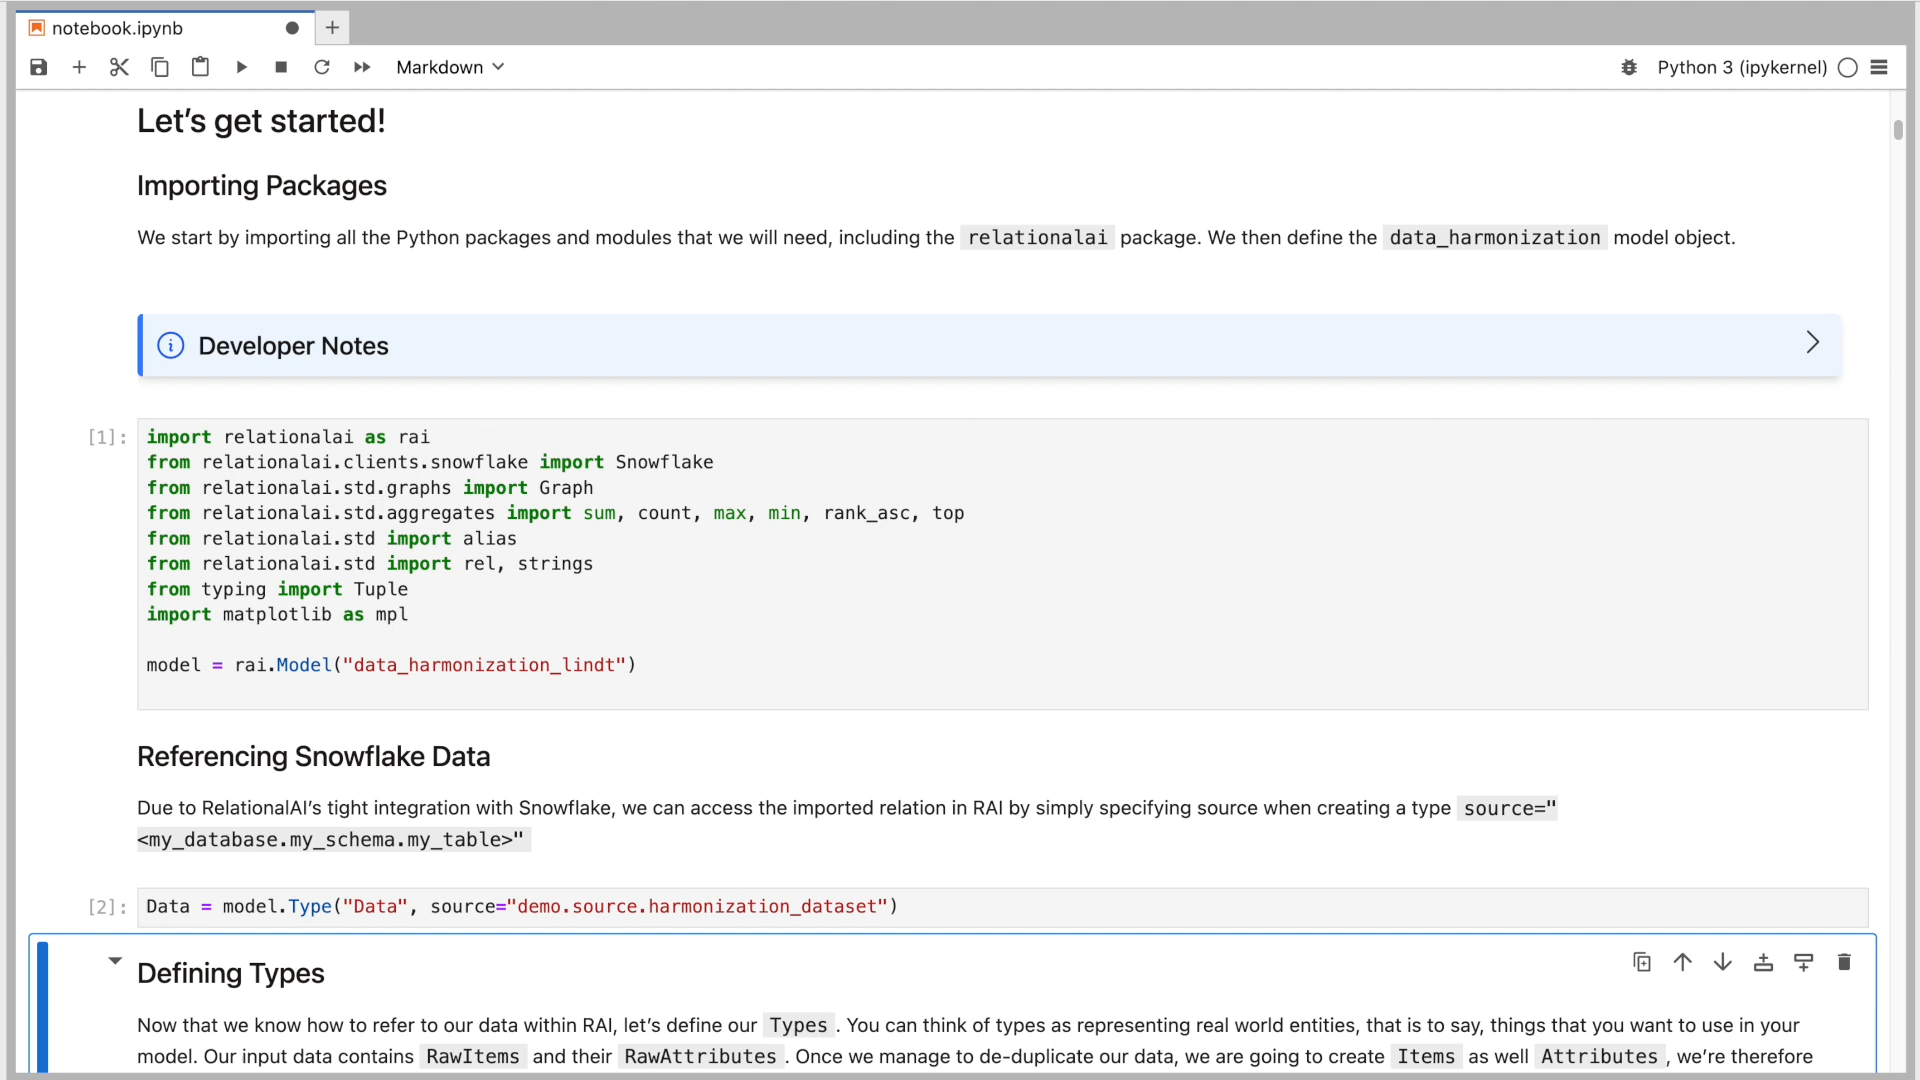 notebook.ipynb
Markdown
Python 3 (ipykernel)
Let’s get started!
Importing Packages
We start by importing all the Python packages and modules that we will need, including the relationalai package. We then define the data_harmonization model object.
Developer Notes
[1]:
import relationalai as rai
from relationalai.clients.snowflake import Snowflake
from relationalai.std.graphs import Graph
from relationalai.std.aggregates import sum, count, max, min, rank_asc, top
from relationalai.std import alias
from relationalai.std import rel, strings
from typing import Tuple
import matplotlib as mpl
model = rai.Model("data_harmonization_lindt")
Referencing Snowflake Data
Due to RelationalAI’s tight integration with Snowflake, we can access the imported relation in RAI by simply specifying source when creating a type source="
<my_database.my_schema.my_table>"
[2]:
Data = model.Type("Data", source="demo.source.harmonization_dataset")
Defining Types
Now that we know how to refer to our data within RAI, let’s define our Types. You can think of types as representing real world entities, that is to say, things that you want to use in your
model. Our input data contains RawItems and their RawAttributes. Once we manage to de-duplicate our data, we are going to create Items as well Attributes, we’re therefore